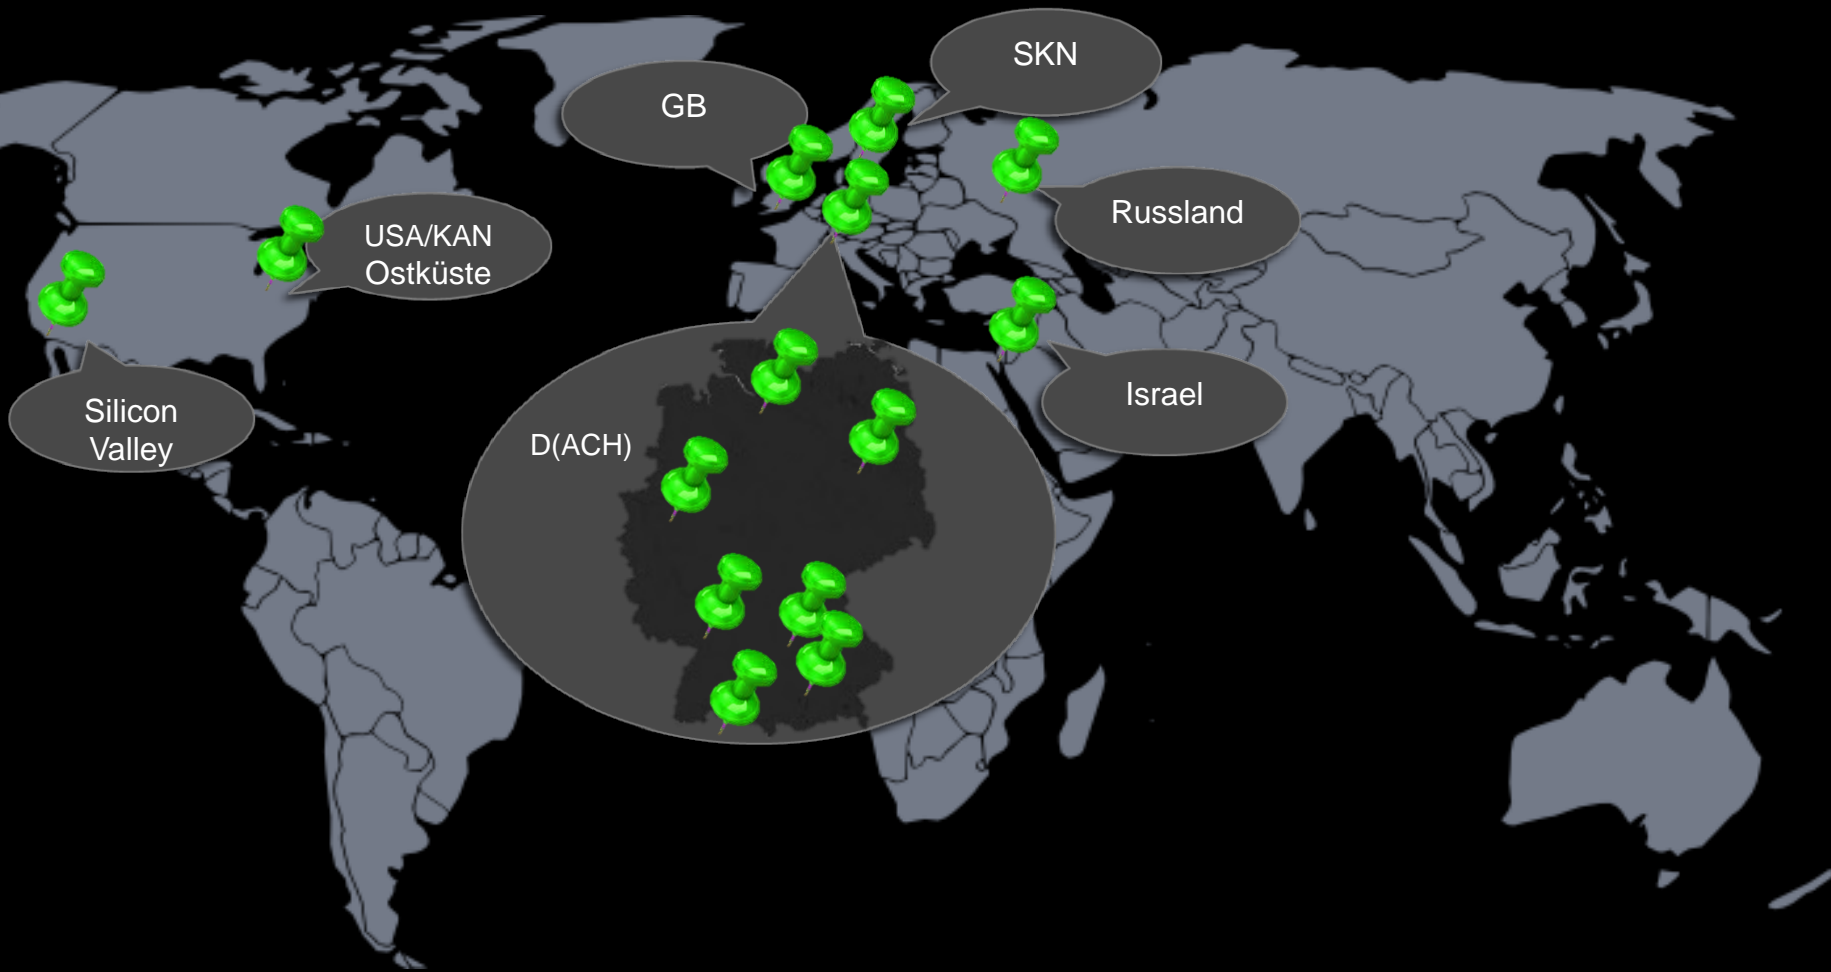 SKN
GB
Russland
USA/KAN
Ostküste
Israel
Silicon
Valley
D(ACH)